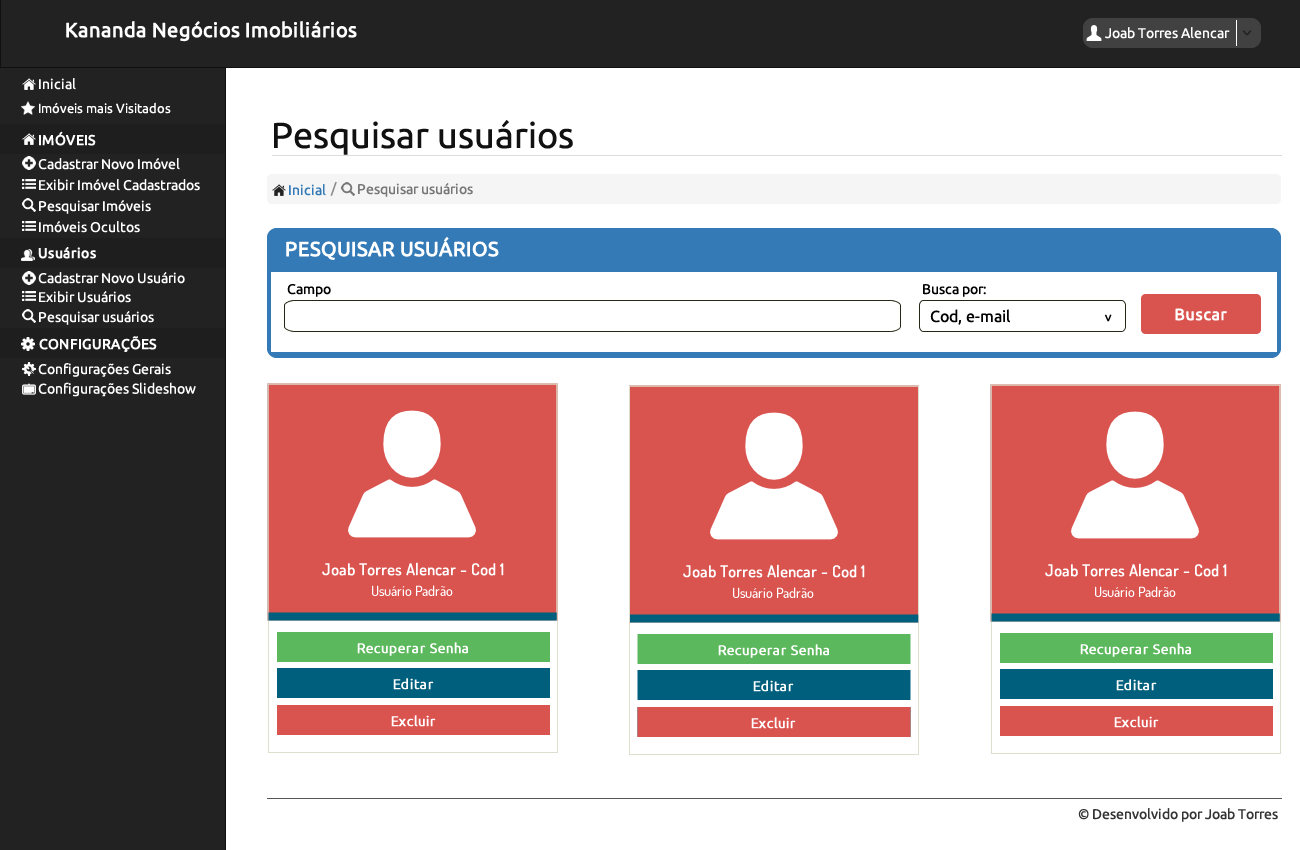 Kananda Negócios Imobiliários
Joab Torres Alencar
Inicial
Imóveis mais Visitados
IMÓVEIS
Cadastrar Novo Imóvel
Exibir Imóvel Cadastrados
Pesquisar Imóveis
Imóveis Ocultos
Usuários
Cadastrar Novo Usuário
Exibir Usuários
Pesquisar usuários
CONFIGURAÇÕES
Configurações Gerais
Configurações Slideshow
Pesquisar usuários
Inicial / Pesquisar usuários
PESQUISAR USUÁRIOS
Campo
Busca por:
Cod, e-mail v
Buscar
Joab Torres Alencar - Cod 1
Usuário Padrão
Recuperar Senha
Editar
Excluir
Joab Torres Alencar - Cod 1
Usuário Padrão
Recuperar Senha
Editar
Excluir
Joab Torres Alencar - Cod 1
Usuário Padrão
Recuperar Senha
Editar
Excluir
© Desenvolvido por Joab Torres